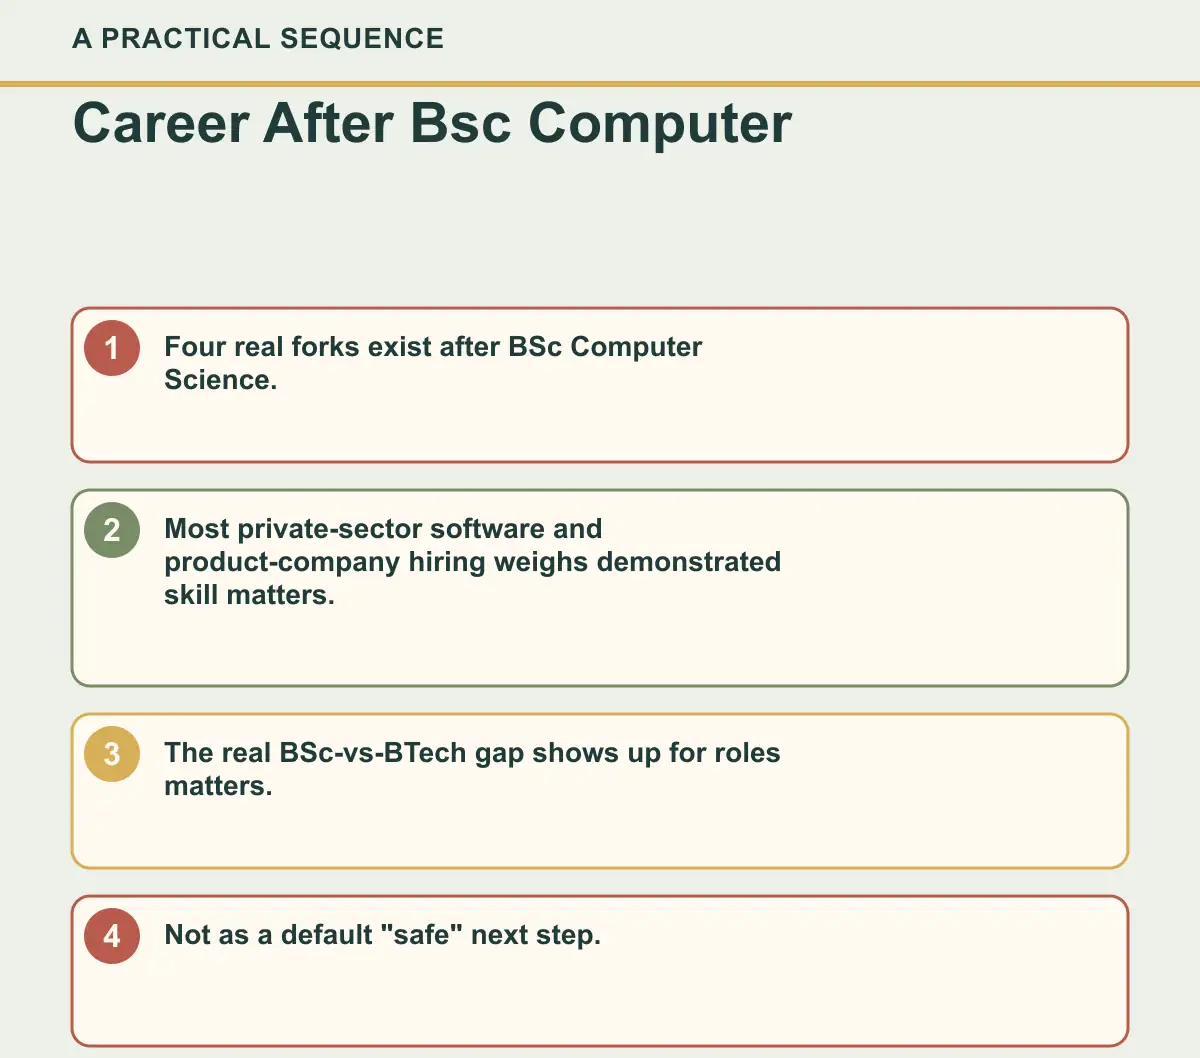 A PRACTICAL SEQUENCE
Career After Bsc Computer
1
Four real forks exist after BSc Computer
Science.
2
Most private-sector software and
product-company hiring weighs demonstrated
skill matters.
3
The real BSc-vs-BTech gap shows up for roles
matters.
4
Not as a default "safe" next step.